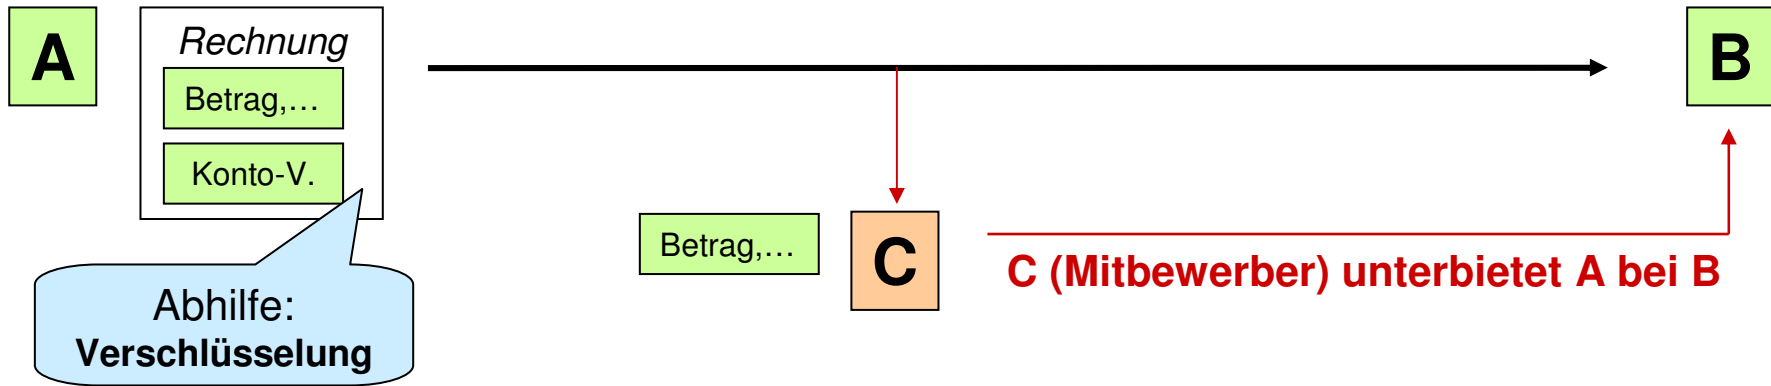 A
Rechnung
Betrag,…
Konto-V.
B
Betrag,…
C
C (Mitbewerber) unterbietet A bei B
Abhilfe:
Verschlüsselung